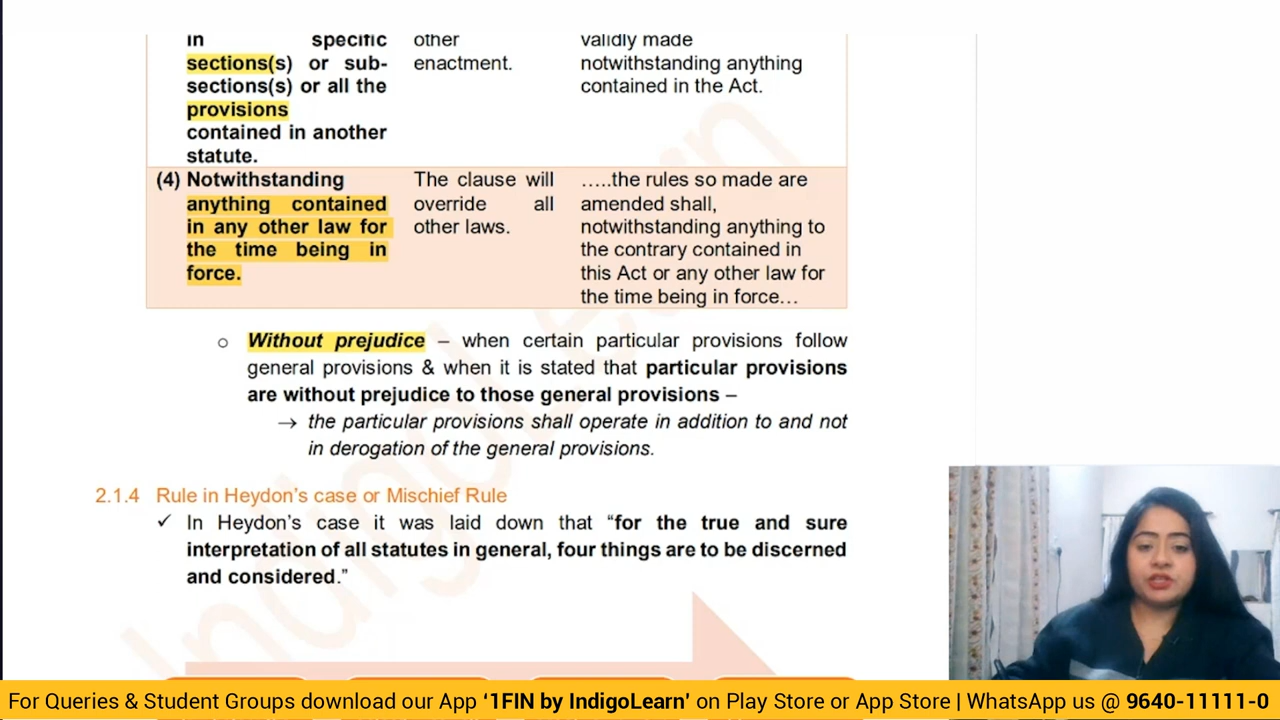 in specific
sections(s) or sub-
sections(s) or all the
provisions
contained in another
statute.
other
enactment.
validly made
notwithstanding anything
contained in the Act.
(4) Notwithstanding
anything contained
in any other law for
the time being in
force.
The clause will
override all
other laws.
…..the rules so made are
amended shall,
notwithstanding anything to
the contrary contained in
this Act or any other law for
the time being in force…
o Without prejudice – when certain particular provisions follow
general provisions & when it is stated that particular provisions
are without prejudice to those general provisions –
→ the particular provisions shall operate in addition to and not
in derogation of the general provisions.
2.1.4 Rule in Heydon's case or Mischief Rule
✓ In Heydon's case it was laid down that “for the true and sure
interpretation of all statutes in general, four things are to be discerned
and considered.”
IndigoLearn
For Queries & Student Groups download our App ‘1FIN by IndigoLearn’ on Play Store or App Store | WhatsApp us @ 9640-11111-0